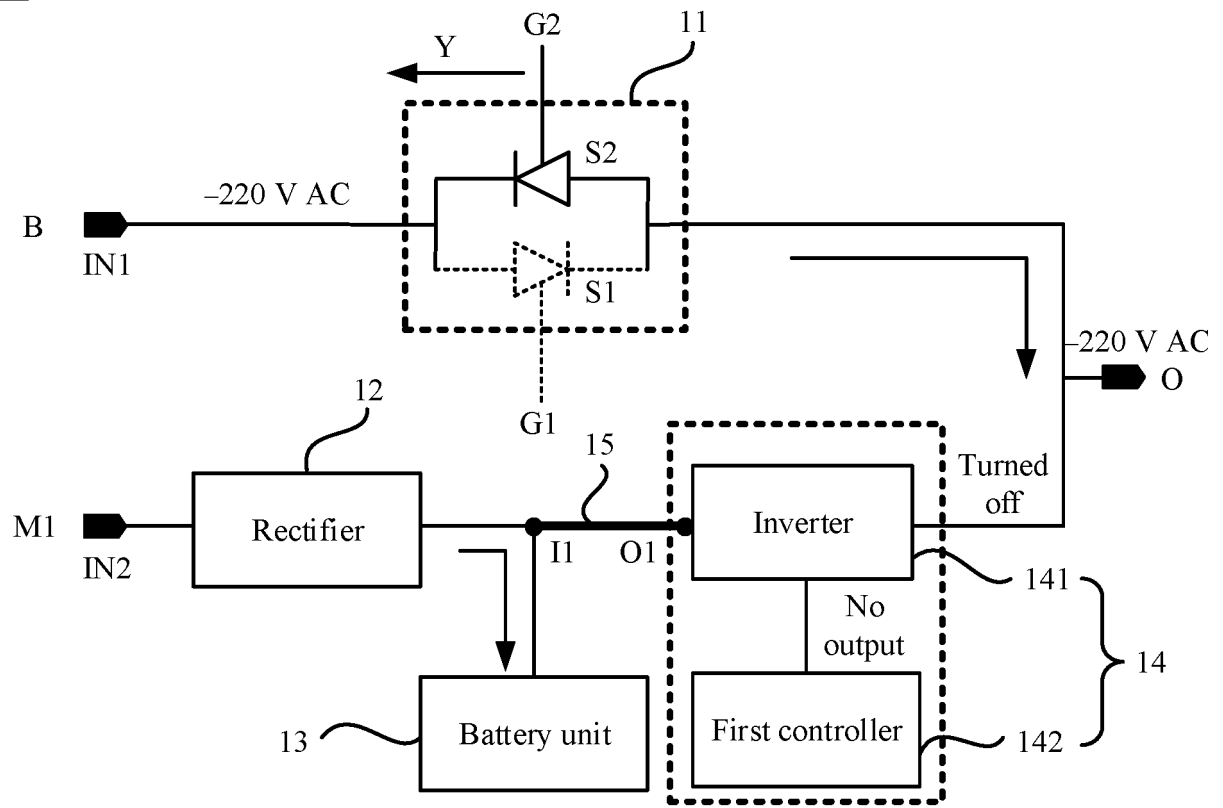 G2
11
Y
S2
–220 V AC
B
IN1
S1
–220 V AC
O
12
G1
15
Turned
off
M1
Rectifier
Inverter
IN2
I1
O1
141
No
output
14
13
Battery unit
First controller
142